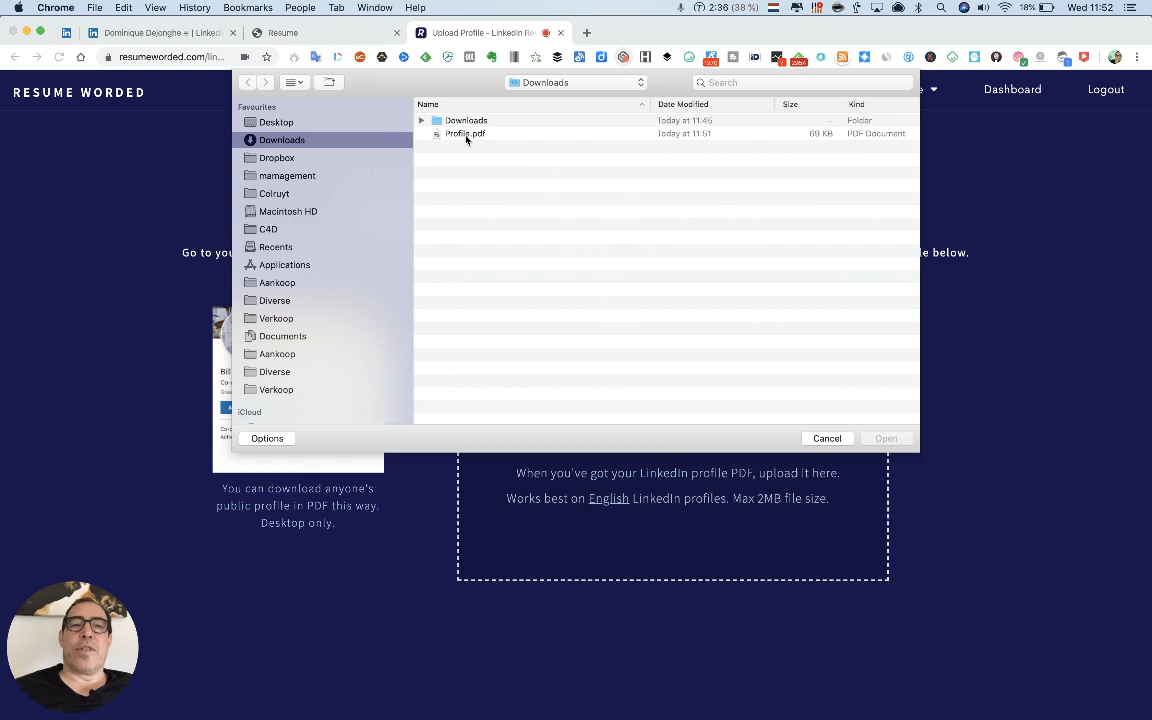 Chrome File Edit View History Bookmarks People Tab Window Help 2:36 (38 %) 18% Wed 11:52
Dominique Dejonghe ≡ | LinkedIn
Resume
Upload Profile - LinkedIn Re
resumeworded.com/lin...
1270
2954
RESUME WORDED
Dashboard
Logout
Downloads
Search
Favourites
Name
Date Modified
Size
Kind
Downloads
Today at 11:45
--
Folder
Profile.pdf
Today at 11:51
69 KB
PDF Document
Desktop
Downloads
Dropbox
mamagement
Colruyt
Macintosh HD
C4D
Recents
Applications
Aankoop
Diverse
Verkoop
Documents
Aankoop
Diverse
Verkoop
iCloud
Options
Cancel
Open
Go to you
le below.
Bill
Co-c
You can download anyone's
public profile in PDF this way.
Desktop only.
When you've got your LinkedIn profile PDF, upload it here.
Works best on English LinkedIn profiles. Max 2MB file size.